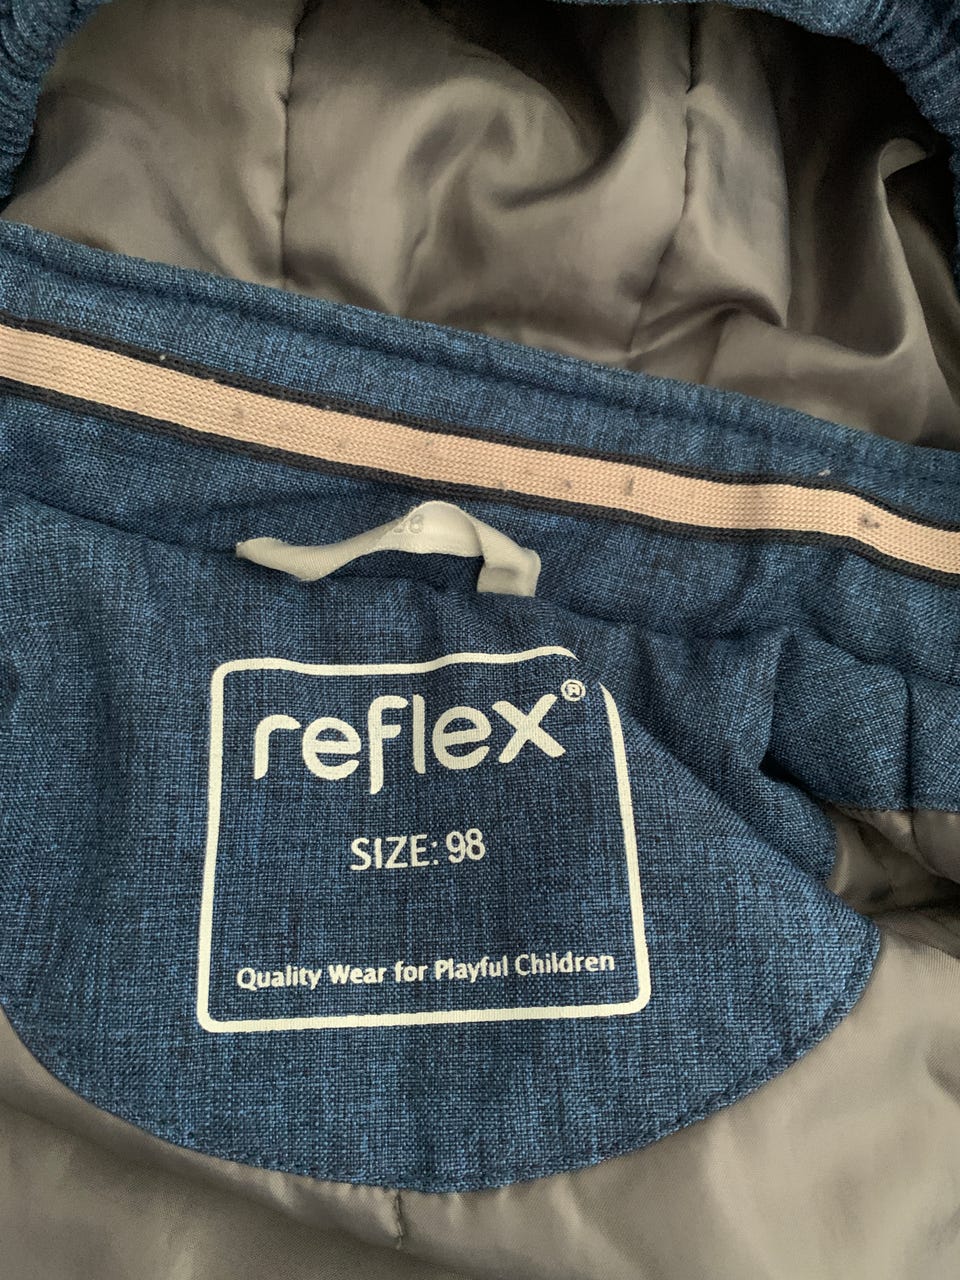 reflex®
SIZE: 98
Quality Wear for Playful Children